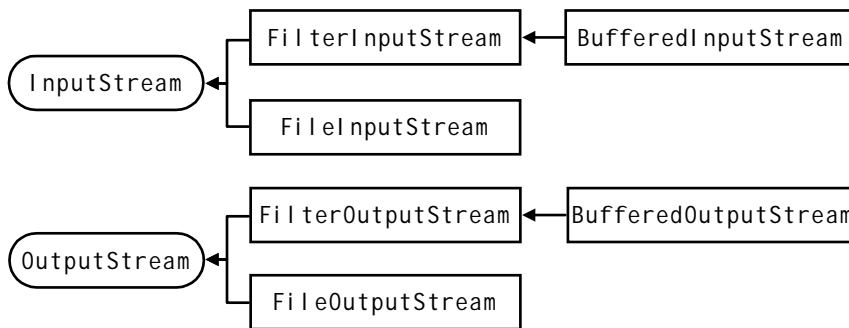 FilterInputStream
BufferedInputStream
InputStream
FileInputStream
FilterOutputStream
BufferedOutputStream
OutputStream
FileOutputStream